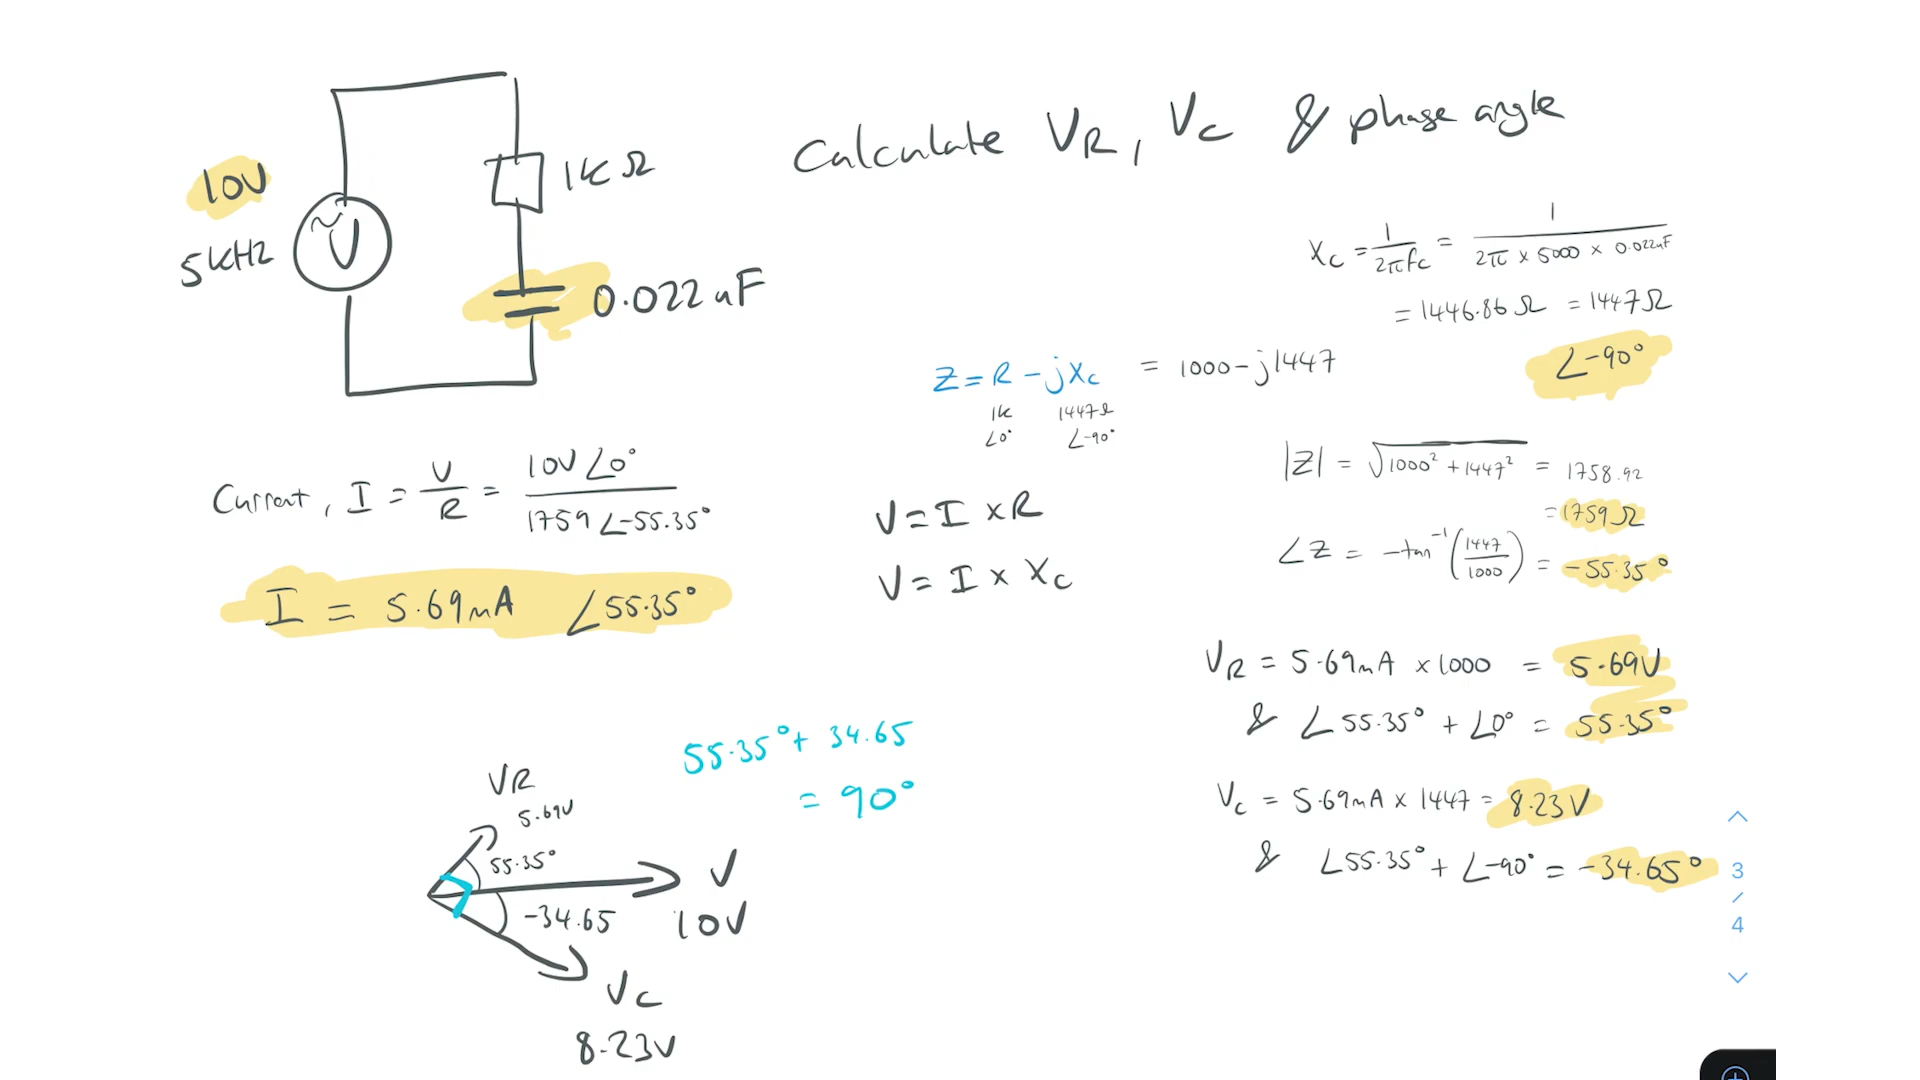 Calculate VR, VC & phase angle
10V
5KHz
~
V
1KΩ
0.022uF
XC = 1/2πfc = 1/2π × 5000 × 0.022uF
= 1446.86Ω = 1447Ω
∠-90°
Z = R - jXC = 1000 - j1447
1K 1447Ω
∠0° ∠-90°
|Z| = √1000² + 1447² = 1758.92
= 1759Ω
∠Z = -tan⁻¹(1447/1000) = -55.35°
Current, I = V/R = 10V∠0°/1759∠-55.35°
I = 5.69mA ∠55.35°
V = I × R
V = I × XC
VR = 5.69mA × 1000 = 5.69V
& ∠55.35° + ∠0° = 55.35°
VC = 5.69mA × 1447 = 8.23V
& ∠55.35° + ∠-90° = -34.65°
55.35° + 34.65
= 90°
VR
5.69V
55.35°
V
10V
-34.65
VC
8.23V
3
/
4